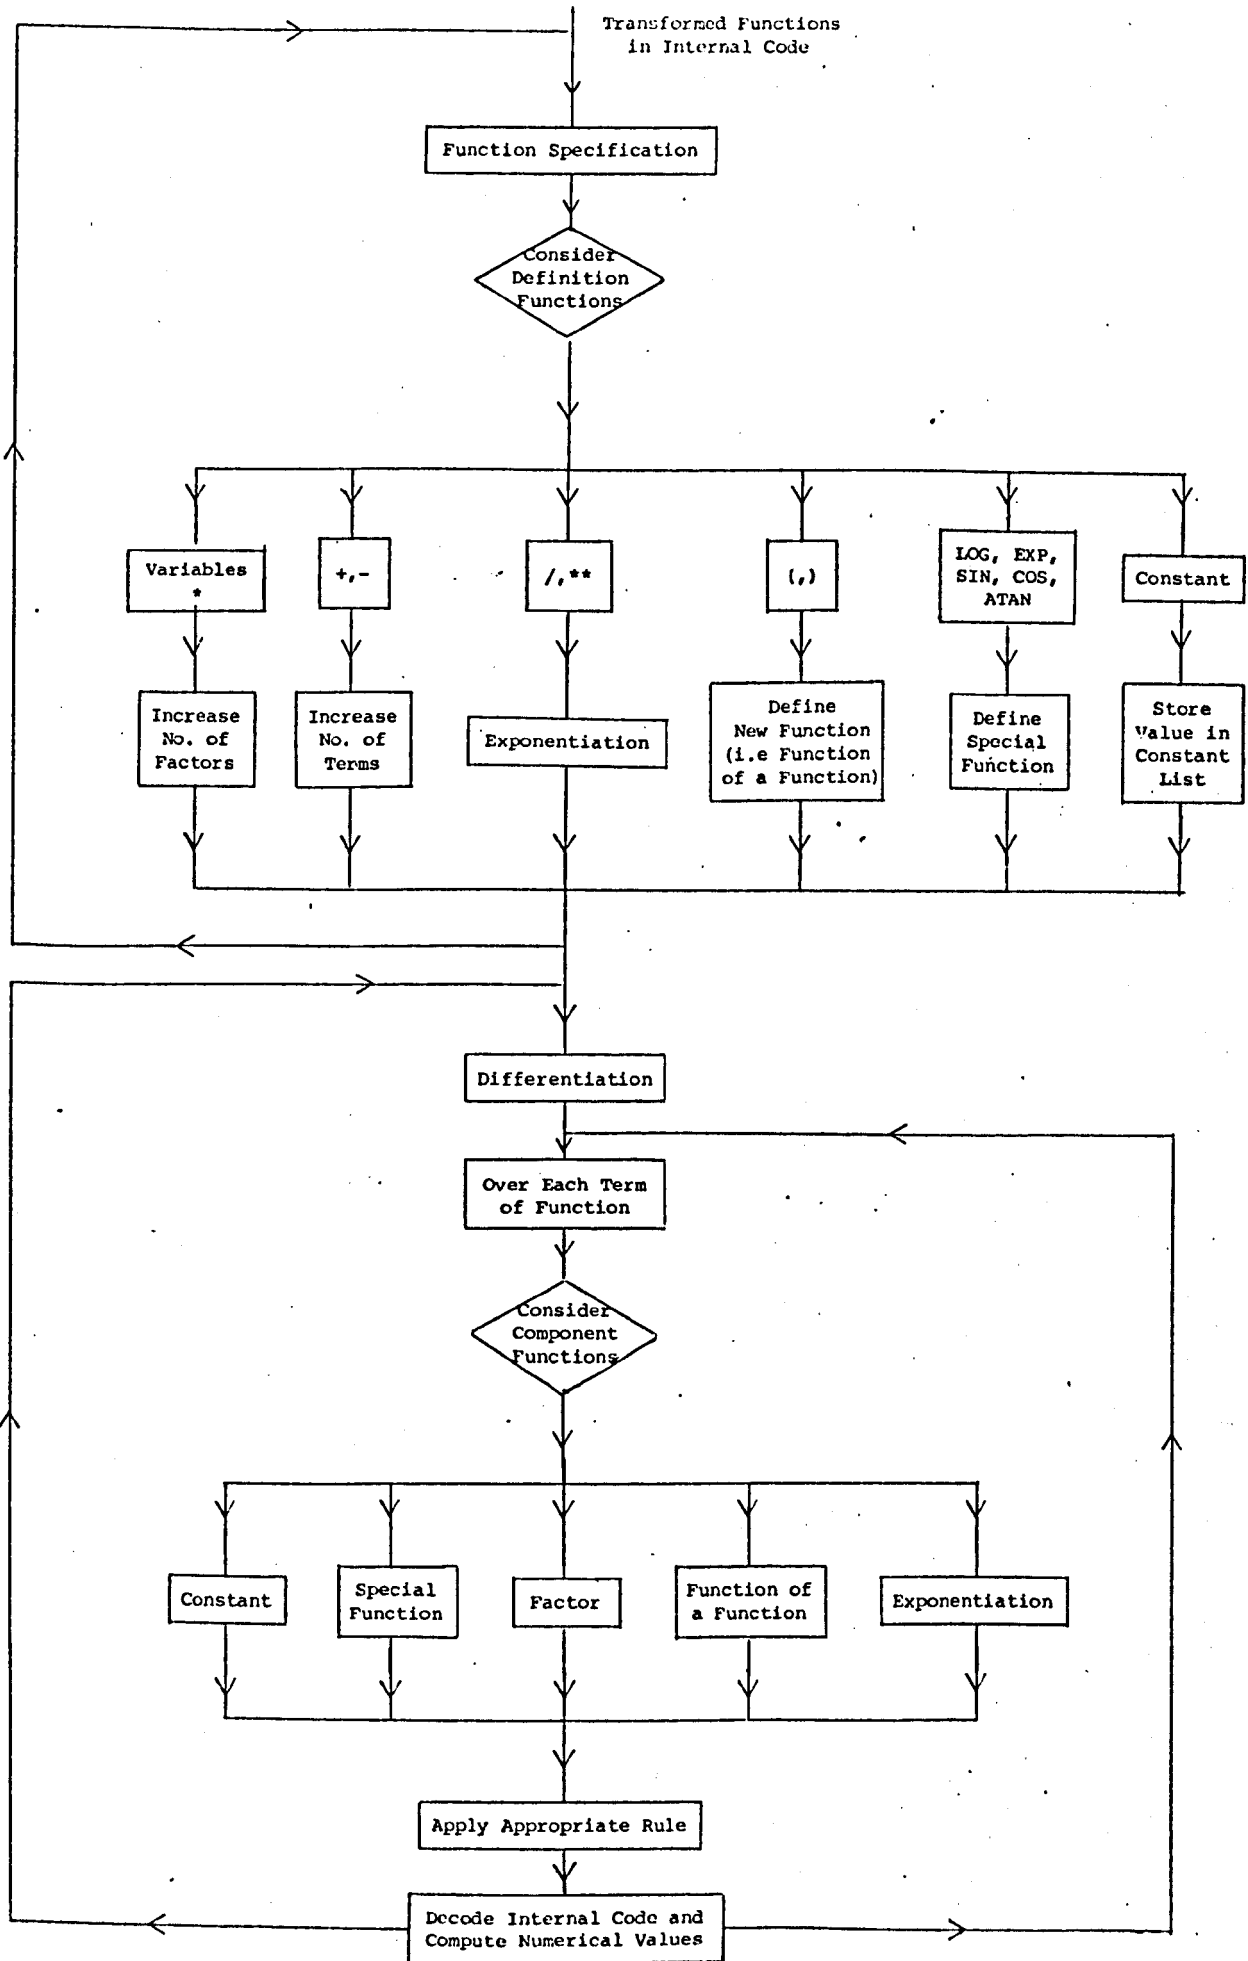 Transformed Functions
in Internal Code
Function Specification
Consider
Definition
Functions
Variables
*
+,-
/,**
(,)
LOG, EXP,
SIN, COS,
ATAN
Constant
Increase
No. of
Factors
Increase
No. of
Terms
Exponentiation
Define
New Function
(i.e Function
of a Function)
Define
Special
Function
Store
Value in
Constant
List
Differentiation
Over Each Term
of Function
Consider
Component
Functions
Constant
Special
Function
Factor
Function of
a Function
Exponentiation
Apply Appropriate Rule
Decode Internal Code and
Compute Numerical Values